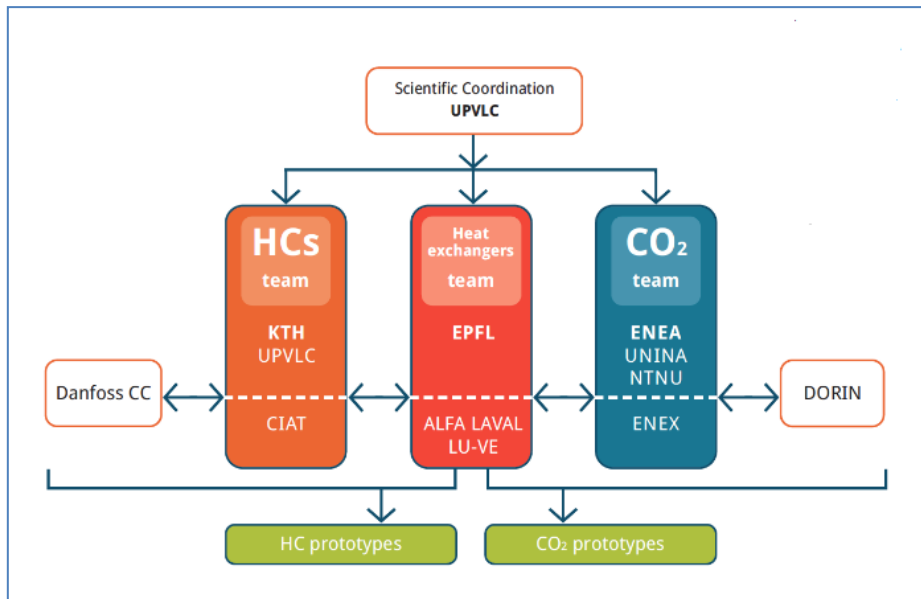 Scientific Coordination
UPVLC
HCs
team
KTH
UPVLC
CIAT
Heat
exchangers
team
EPFL
ALFA LAVAL
LU-VE
CO₂
team
ENEA
UNINA
NTNU
ENEX
Danfoss CC
DORIN
HC prototypes
CO₂ prototypes